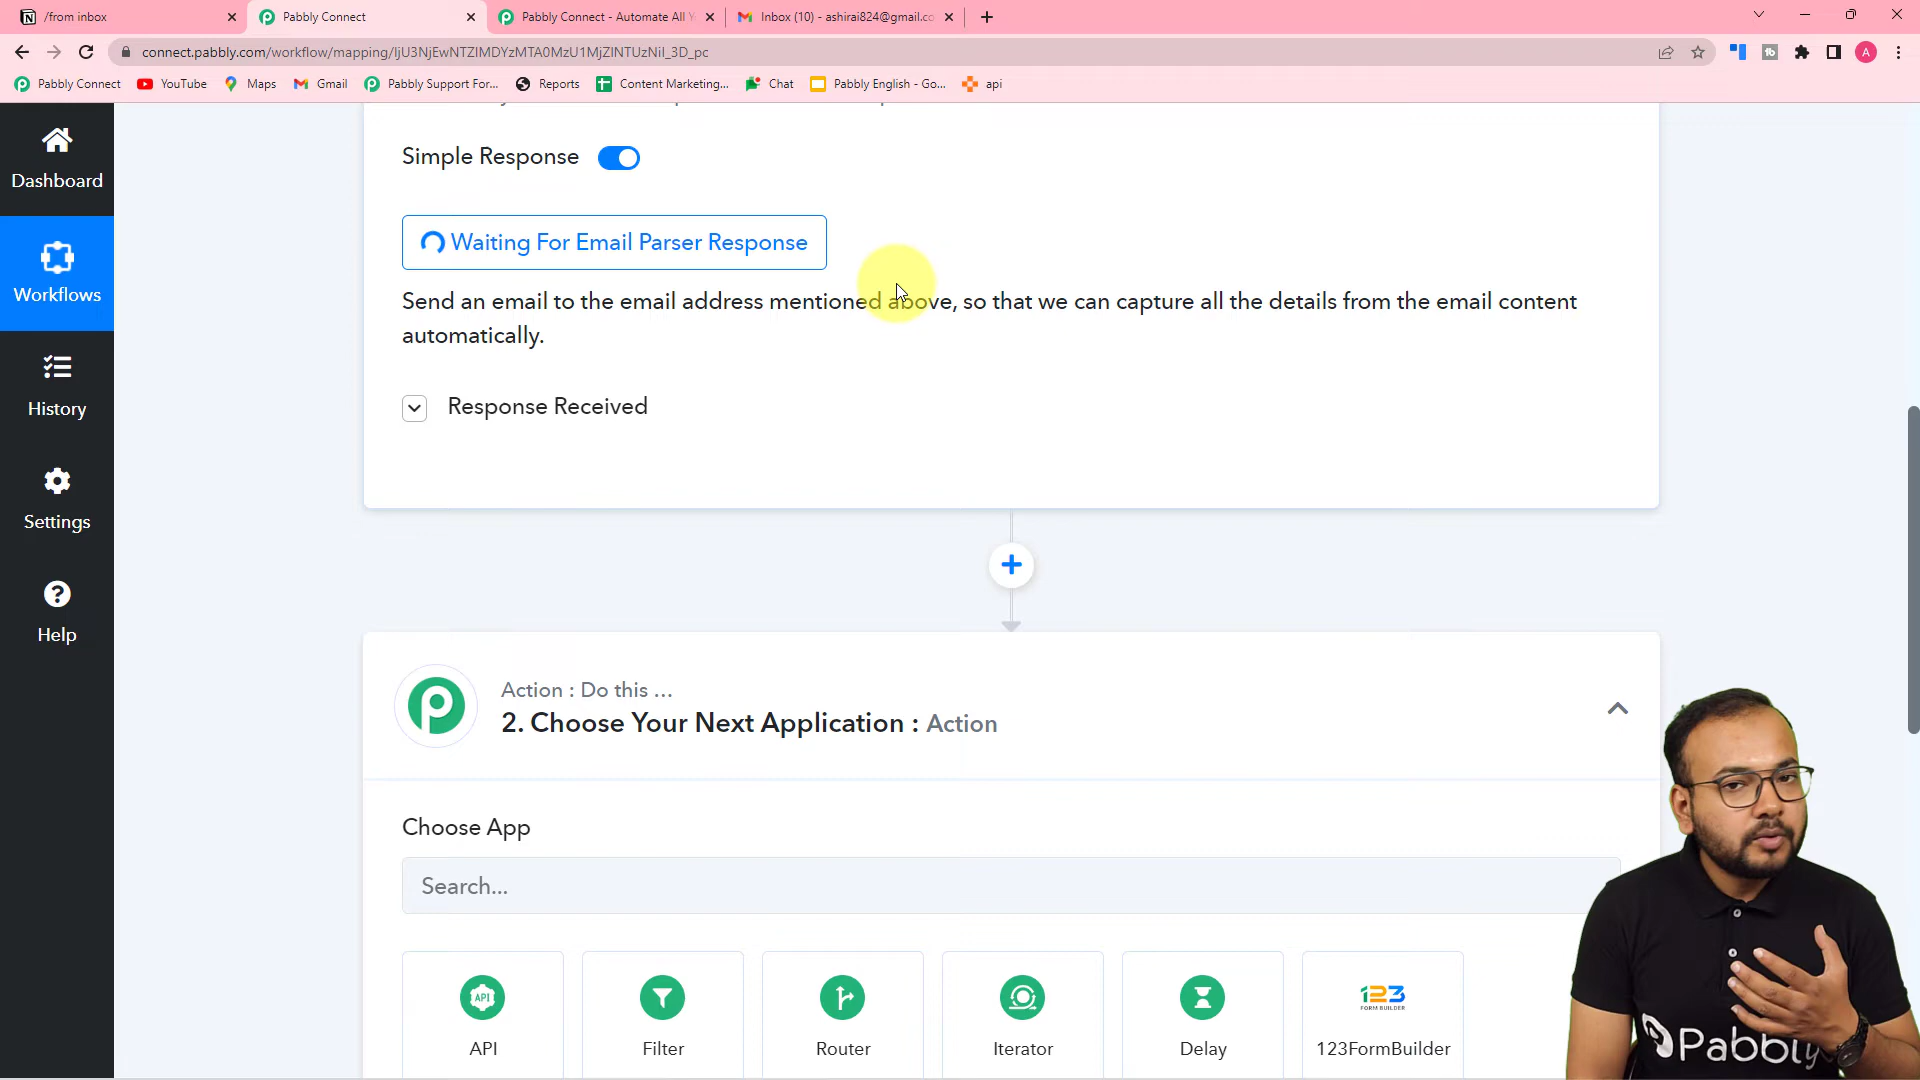 /from inbox
Pabbly Connect
Pabbly Connect - Automate All Y
Inbox (10) - ashirai824@gmail.co
connect.pabbly.com/workflow/mapping/IjU3NjEwNTZlMDYzMTA0MzU1MjZlNTUzNiI_3D_pc
A
Pabbly Connect
YouTube
Maps
Gmail
Pabbly Support For...
Reports
Content Marketing...
Chat
Pabbly English - Go...
api
Dashboard
Workflows
History
Settings
Help
Simple Response
Waiting For Email Parser Response
Send an email to the email address mentioned above, so that we can capture all the details from the email content
automatically.
Response Received
Action : Do this ...
2. Choose Your Next Application : Action
Choose App
Search...
API
API
Filter
Router
Iterator
Delay
123
FORM BUILDER
123FormBuilder
Pabbly